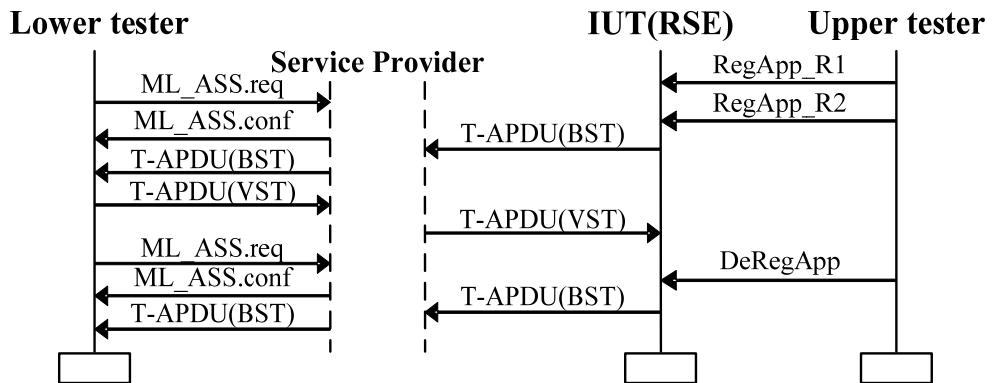 Lower tester
IUT(RSE)
Upper tester
Service Provider
RegApp_R1
ML_ASS.req
RegApp_R2
ML_ASS.conf
T-APDU(BST)
T-APDU(BST)
T-APDU(VST)
T-APDU(VST)
ML_ASS.req
DeRegApp
ML_ASS.conf
T-APDU(BST)
T-APDU(BST)